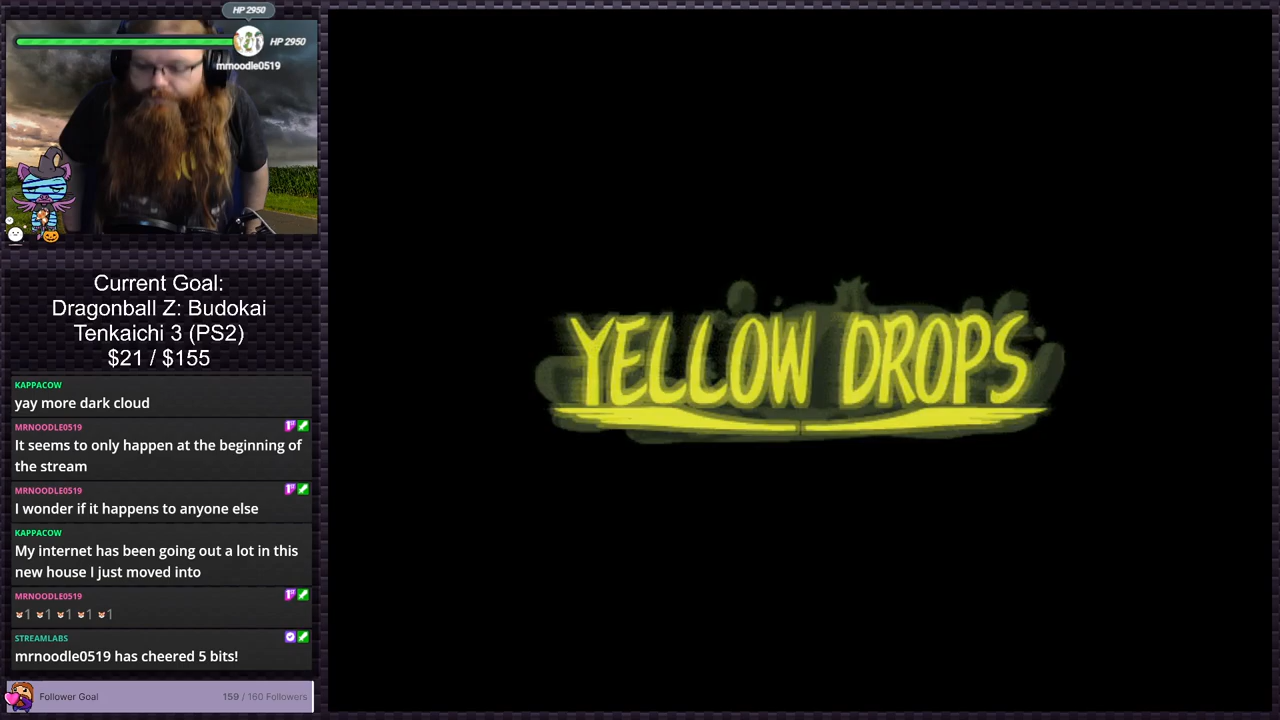 HP 2950
HP 2950
mrnoodle0519
YELLOW DROPS
Current Goal:
Dragonball Z: Budokai
Tenkaichi 3 (PS2)
$21 / $155
KAPPACOW
yay more dark cloud
MRNOODLE0519
It seems to only happen at the beginning of
the stream
MRNOODLE0519
I wonder if it happens to anyone else
KAPPACOW
My internet has been going out a lot in this
new house I just moved into
MRNOODLE0519
1 1 1 1 1
STREAMLABS
mrnoodle0519 has cheered 5 bits!
Follower Goal
159 / 160 Followers